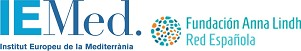 IEMed.
Institut Europeu de la Mediterrània
Fundación Anna Lindh
Red Española